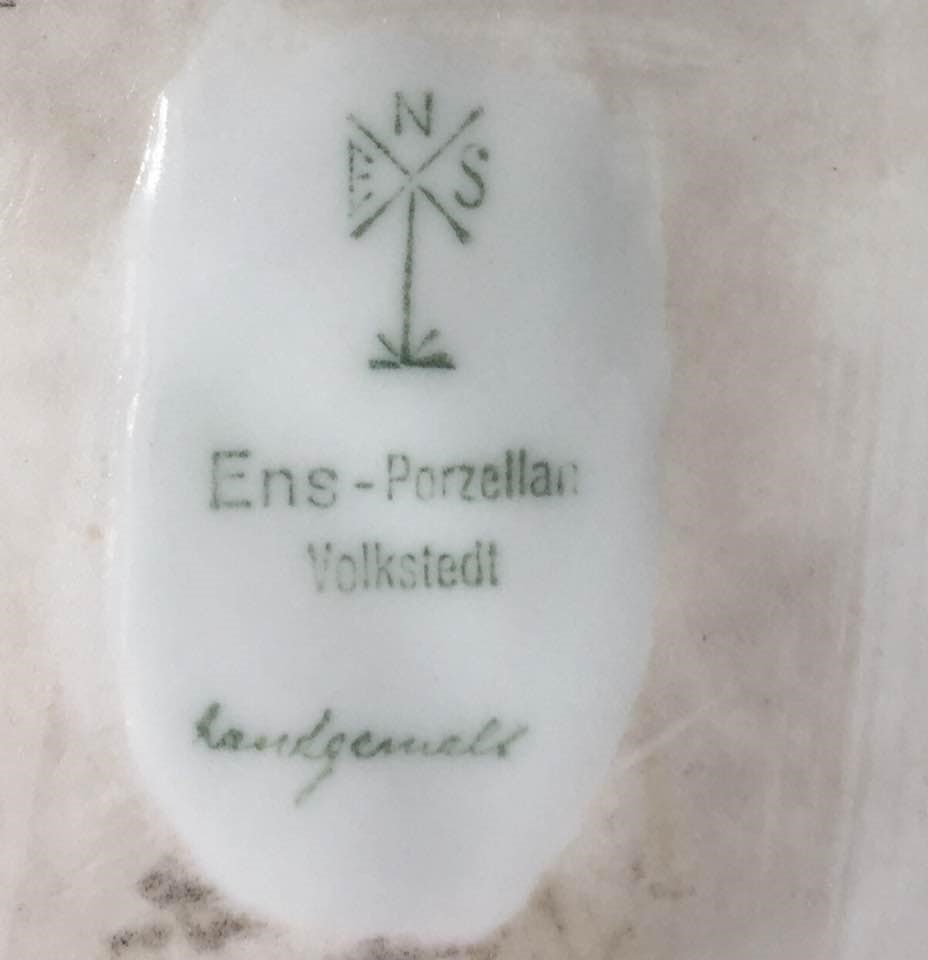 N
E S
Ens - Porzellan
Volkstedt
handgemalt